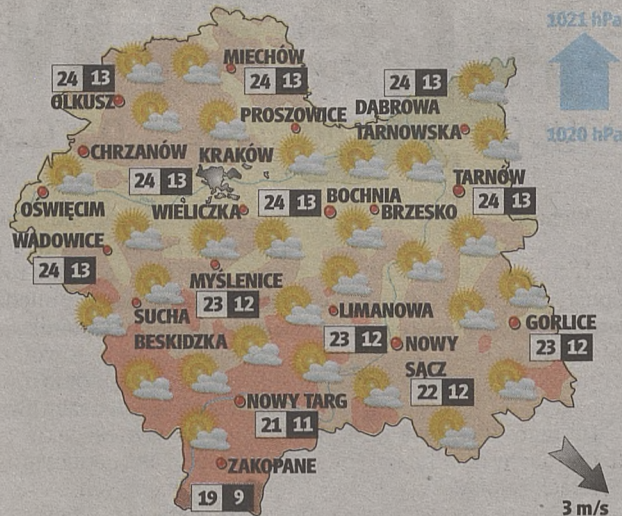 1021 hPa
1020 hPa
MIECHÓW
24 13
24 13
24 13
OLKUSZ
PROSZOWICE
DĄBROWA
TARNOWSKA
CHRZANÓW
KRAKÓW
24 13
TARNÓW
24 13
OŚWIĘCIM
WIELICZKA
24 13
BOCHNIA
BRZESKO
WADOWICE
24 13
MYŚLENICE
23 12
SUCHA
BESKIDZKA
LIMANOWA
23 12
GORLICE
23 12
NOWY
SĄCZ
22 12
NOWY TARG
21 11
ZAKOPANE
19 9
3 m/s